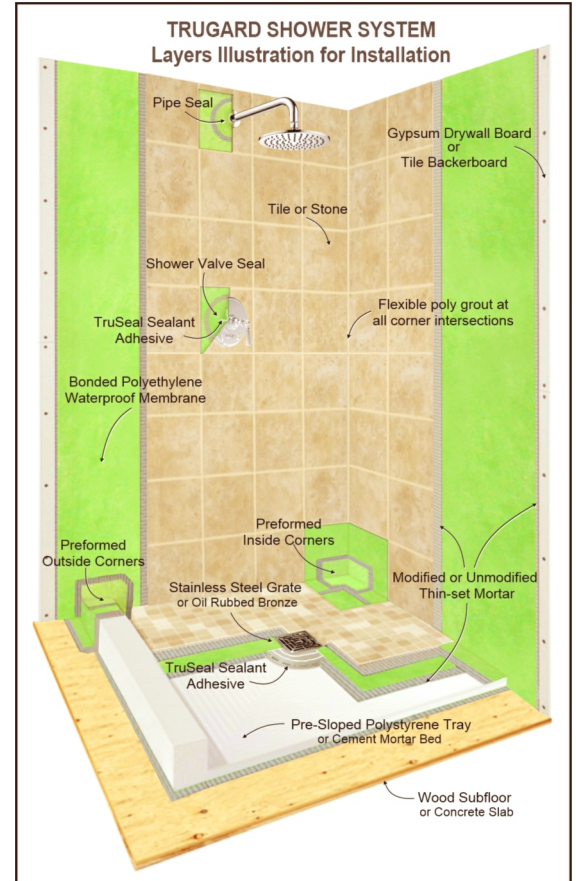 TRUGARD SHOWER SYSTEM
Layers Illustration for Installation
Pipe Seal
Gypsum Drywall Board
or
Tile Backerboard
Tile or Stone
Shower Valve Seal
TruSeal Sealant
Adhesive
Flexible poly grout at
all corner intersections
Bonded Polyethylene
Waterproof Membrane
Preformed
Inside Corners
Preformed
Outside Corners
Modified or Unmodified
Thin-set Mortar
Stainless Steel Grate
or Oil Rubbed Bronze
TruSeal Sealant
Adhesive
Pre-Sloped Polystyrene Tray
or Cement Mortar Bed
Wood Subfloor
or Concrete Slab